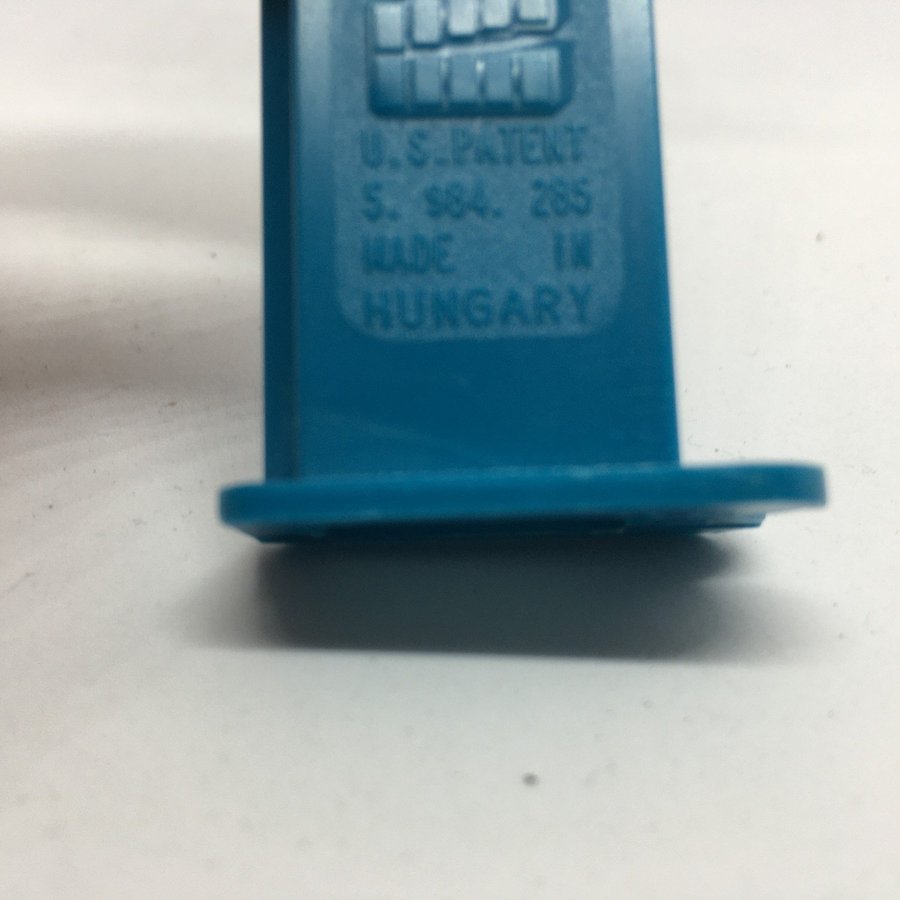 U.S.PATENT
5. 984. 285
MADE IN
HUNGARY